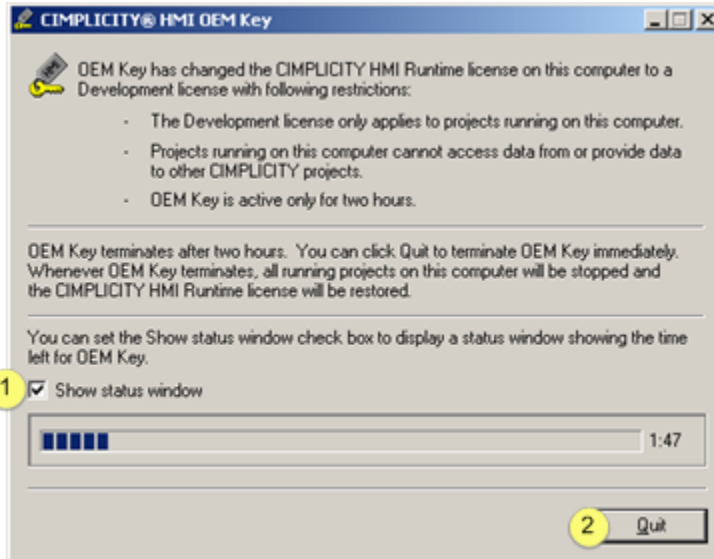 CIMPLICITY® HMI OEM Key
OEM Key has changed the CIMPLICITY HMI Runtime license on this computer to a
Development license with following restrictions:
- The Development license only applies to projects running on this computer.
- Projects running on this computer cannot access data from or provide data
to other CIMPLICITY projects.
- OEM Key is active only for two hours.
OEM Key terminates after two hours. You can click Quit to terminate OEM Key immediately.
Whenever OEM Key terminates, all running projects on this computer will be stopped and
the CIMPLICITY HMI Runtime license will be restored.
You can set the Show status window check box to display a status window showing the time
left for OEM Key.
1 Show status window
1:47
2 Quit